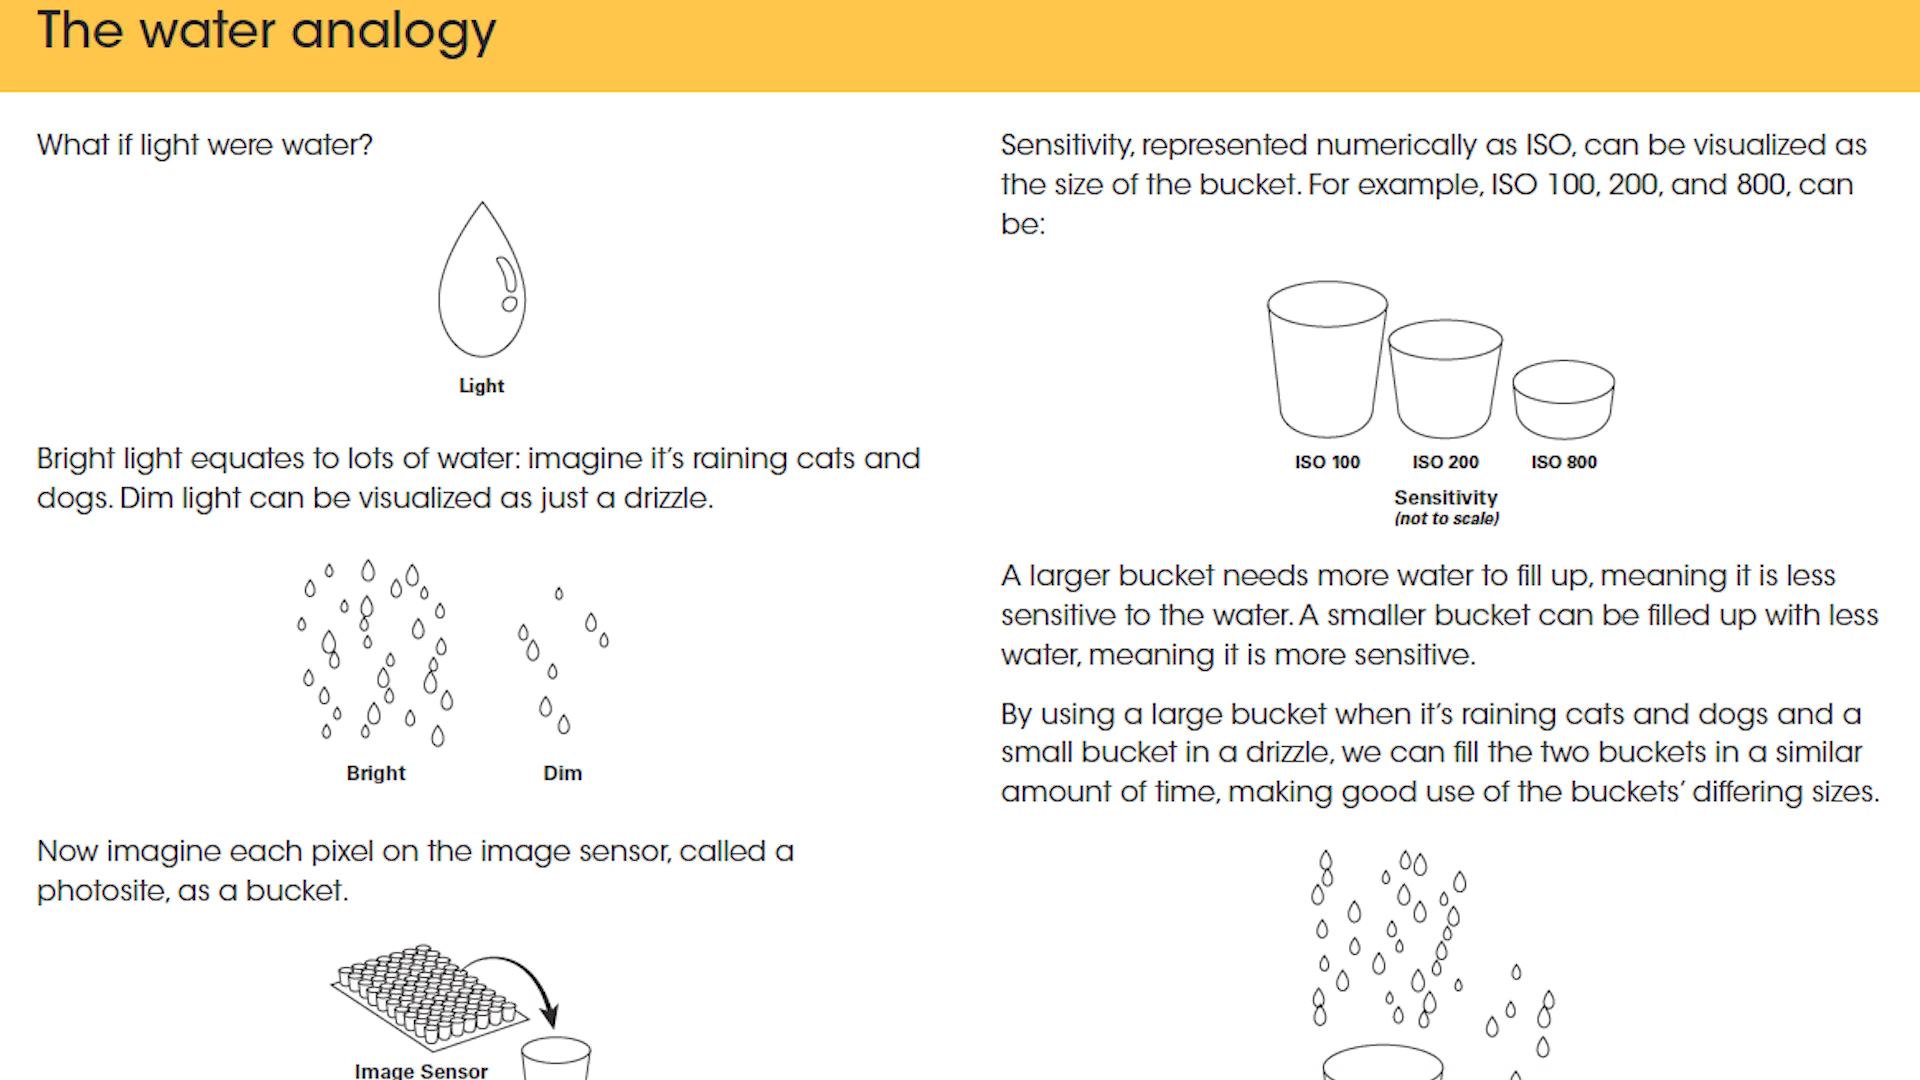 The water analogy
What if light were water?
Light
Bright light equates to lots of water: imagine it's raining cats and
dogs. Dim light can be visualized as just a drizzle.
Bright
Dim
Now imagine each pixel on the image sensor, called a
photosite, as a bucket.
Image Sensor
Sensitivity, represented numerically as ISO, can be visualized as
the size of the bucket. For example, ISO 100, 200, and 800, can
be:
ISO 100
ISO 200
ISO 800
Sensitivity
(not to scale)
A larger bucket needs more water to fill up, meaning it is less
sensitive to the water. A smaller bucket can be filled up with less
water, meaning it is more sensitive.
By using a large bucket when it's raining cats and dogs and a
small bucket in a drizzle, we can fill the two buckets in a similar
amount of time, making good use of the buckets' differing sizes.